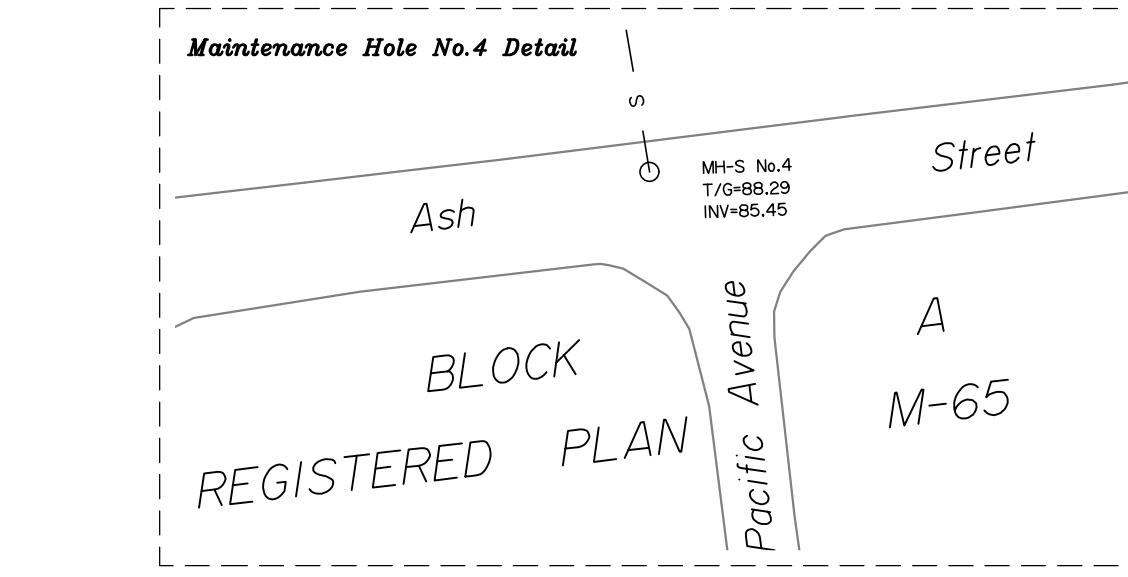 Maintenance Hole No.4 Detail
S
MH-S No.4
T/G=88.29
INV=85.45
Ash Street
Pacific Avenue
BLOCK A
REGISTERED PLAN M-65